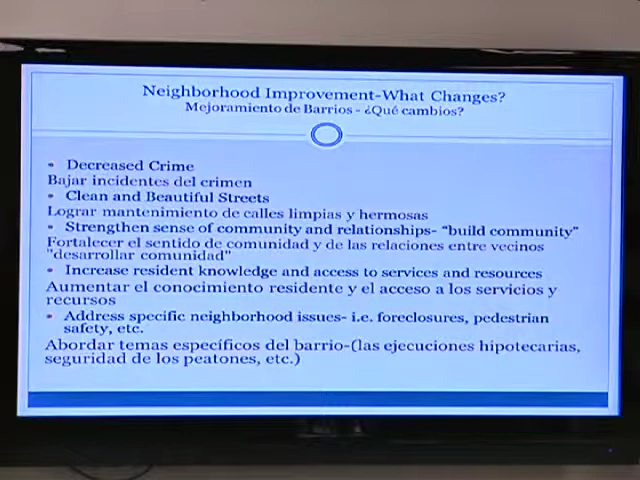 Neighborhood Improvement-What Changes?
Mejoramiento de Barrios - ¿Qué cambios?
• Decreased Crime
Bajar incidentes del crimen
• Clean and Beautiful Streets
Lograr mantenimiento de calles limpias y hermosas
• Strengthen sense of community and relationships- "build community"
Fortalecer el sentido de comunidad y de las relaciones entre vecinos
"desarrollar comunidad"
• Increase resident knowledge and access to services and resources
Aumentar el conocimiento residente y el acceso a los servicios y
recursos
• Address specific neighborhood issues- i.e. foreclosures, pedestrian
safety, etc.
Abordar temas específicos del barrio-(las ejecuciones hipotecarias,
seguridad de los peatones, etc.)